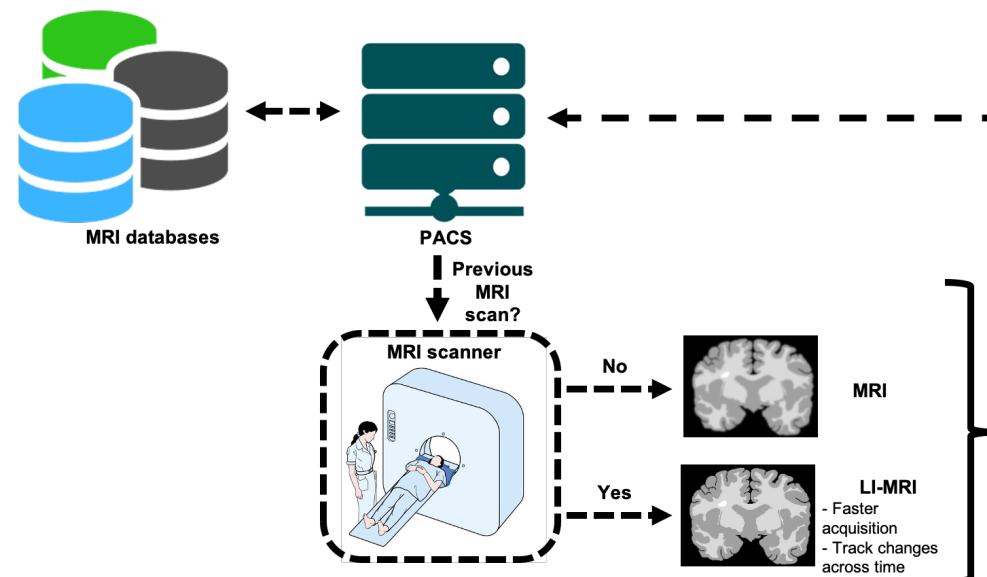 MRI databases
PACS
Previous
MRI
scan?
MRI scanner
No
MRI
Yes
LI-MRI
- Faster
acquisition
- Track changes
across time